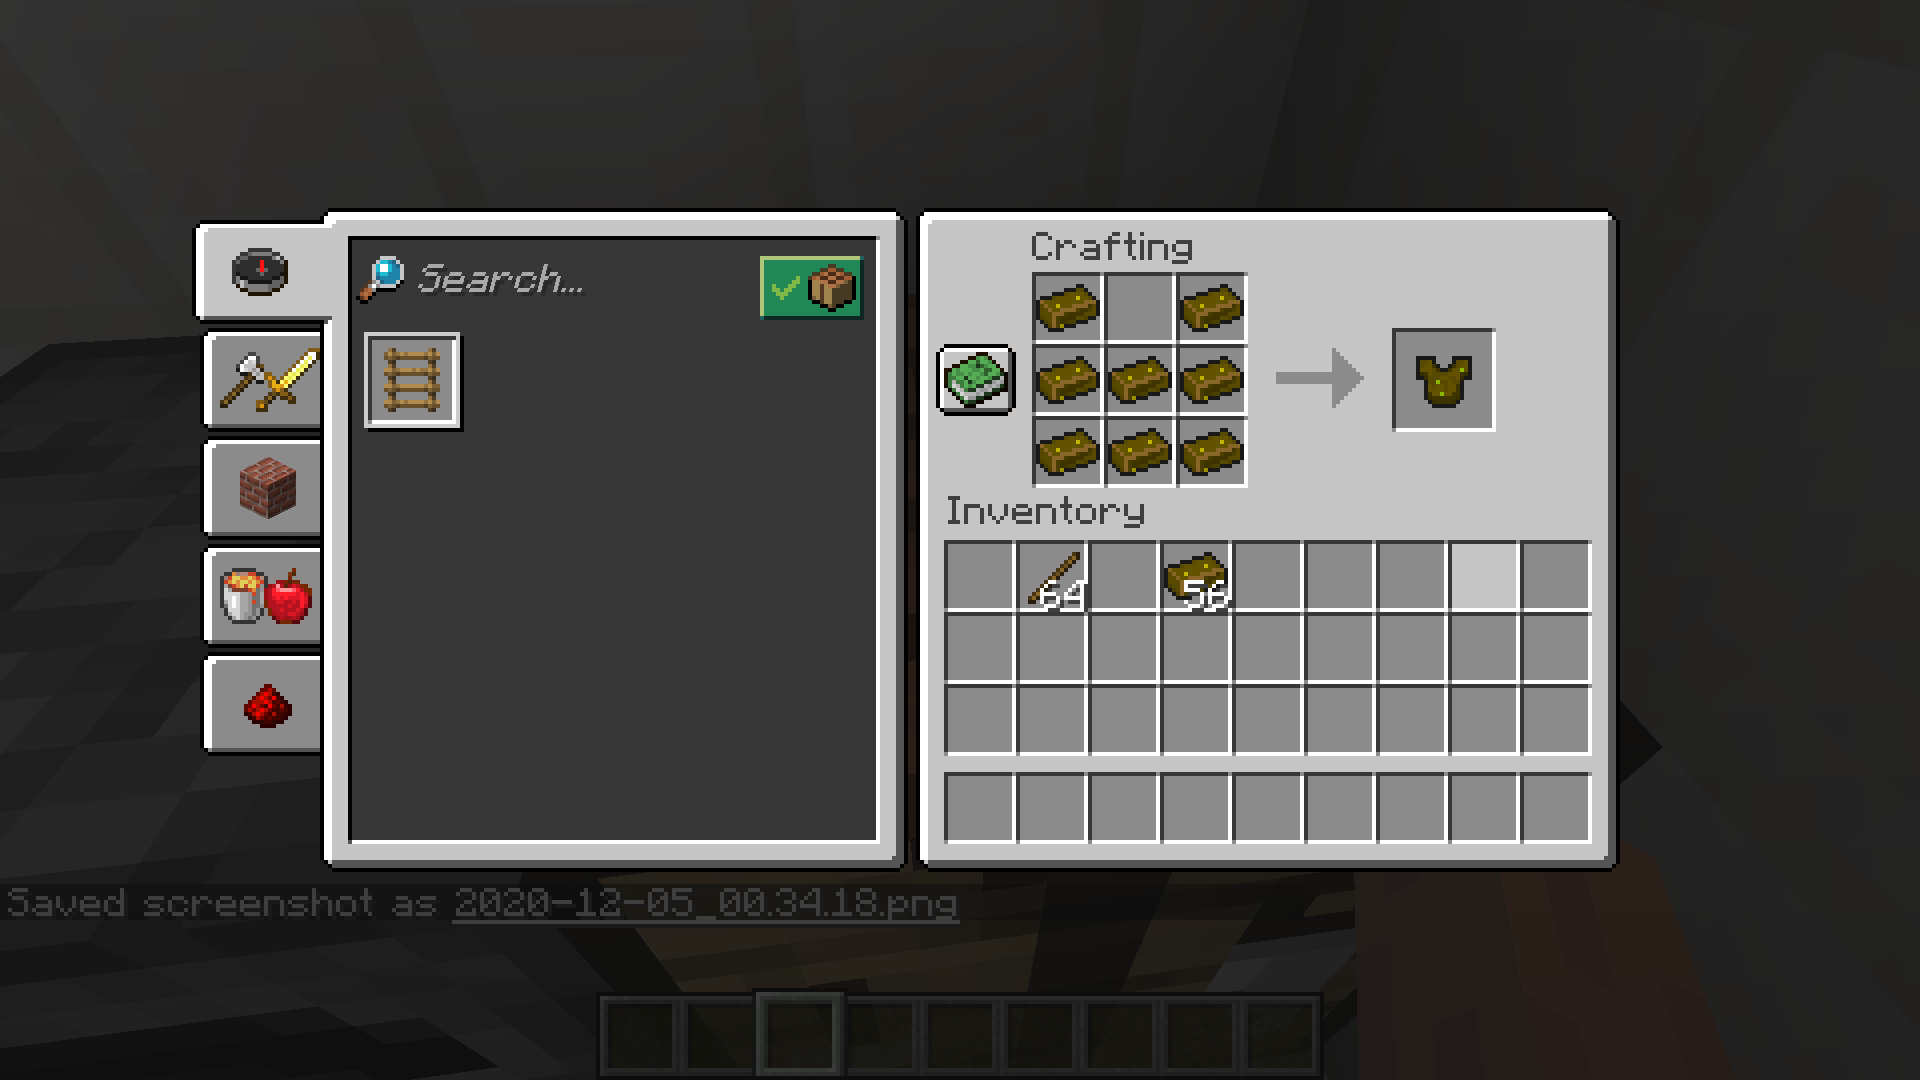 Search...
Crafting
Inventory
64
56
Saved screenshot as 2020-12-05_00.34.18.png